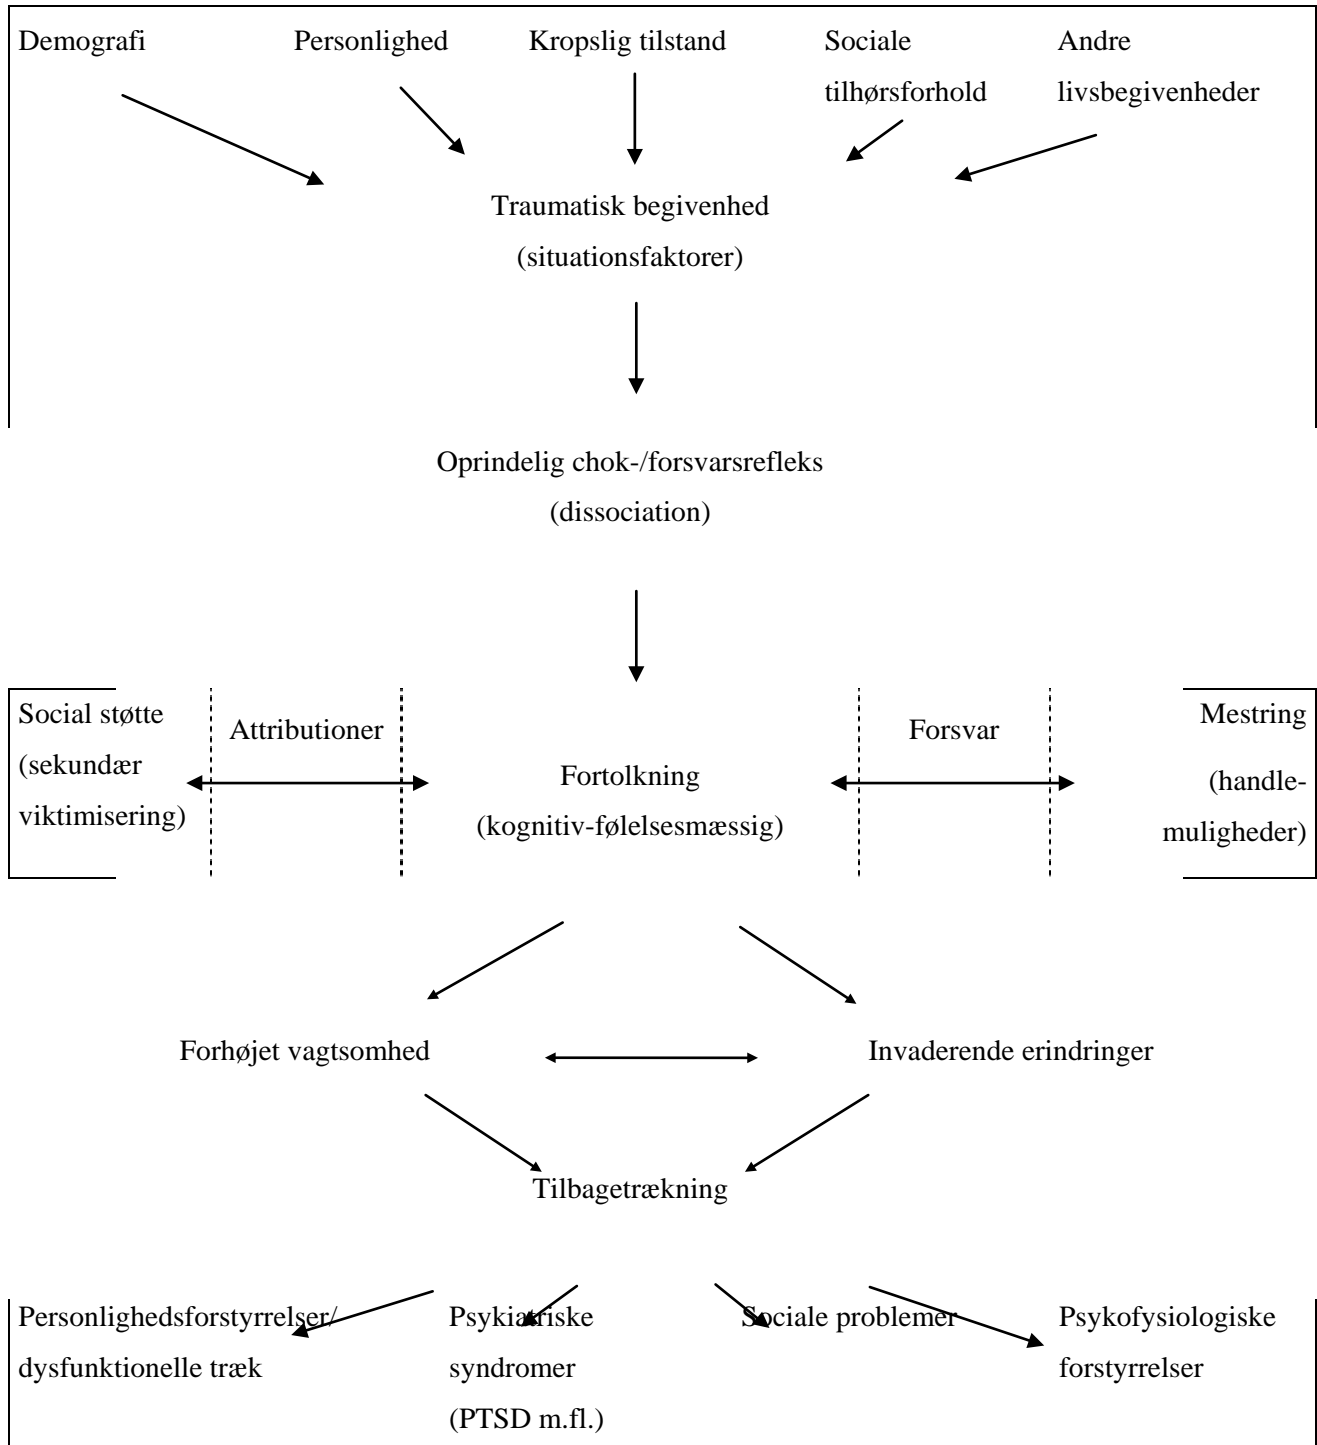 Demografi
Personlighed
Kropslig tilstand
Sociale
tilhørsforhold
Andre
livsbegivenheder
Traumatisk begivenhed
(situationsfaktorer)
Oprindelig chok-/forsvarsrefleks
(dissociation)
Social støtte
(sekundær
viktimisering)
Attributioner
Fortolkning
(kognitiv-følelsesmæssig)
Forsvar
Mestring
(handle-
muligheder)
Forhøjet vagtsomhed
Invaderende erindringer
Tilbagetrækning
Personlighedsforstyrrelser/
dysfunktionelle træk
Psykiatriske
syndromer
(PTSD m.fl.)
Sociale problemer
Psykofysiologiske
forstyrrelser